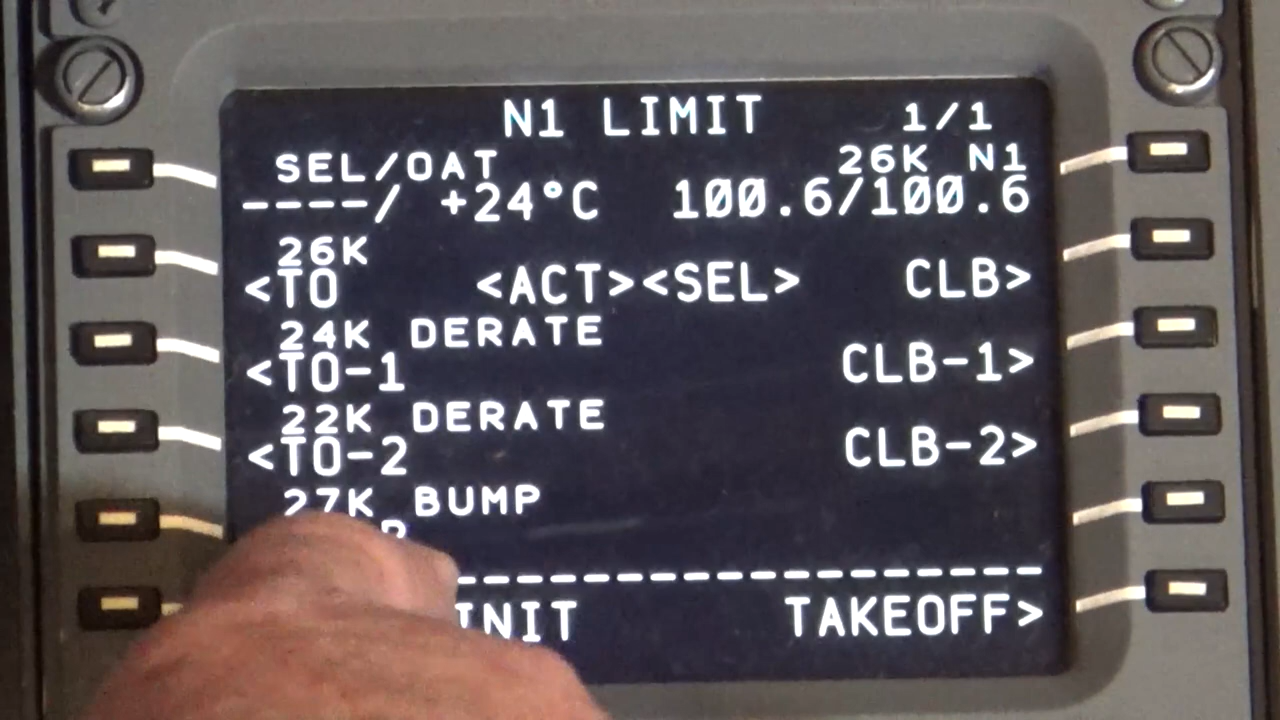 N1 LIMIT 1/1
SEL/OAT 26K N1
----/ +24°C 100.6/100.6
26K
<TO <ACT><SEL> CLB>
24K DERATE
<TO-1 CLB-1>
22K DERATE
<TO-2 CLB-2>
27K BUMP
INIT TAKEOFF>